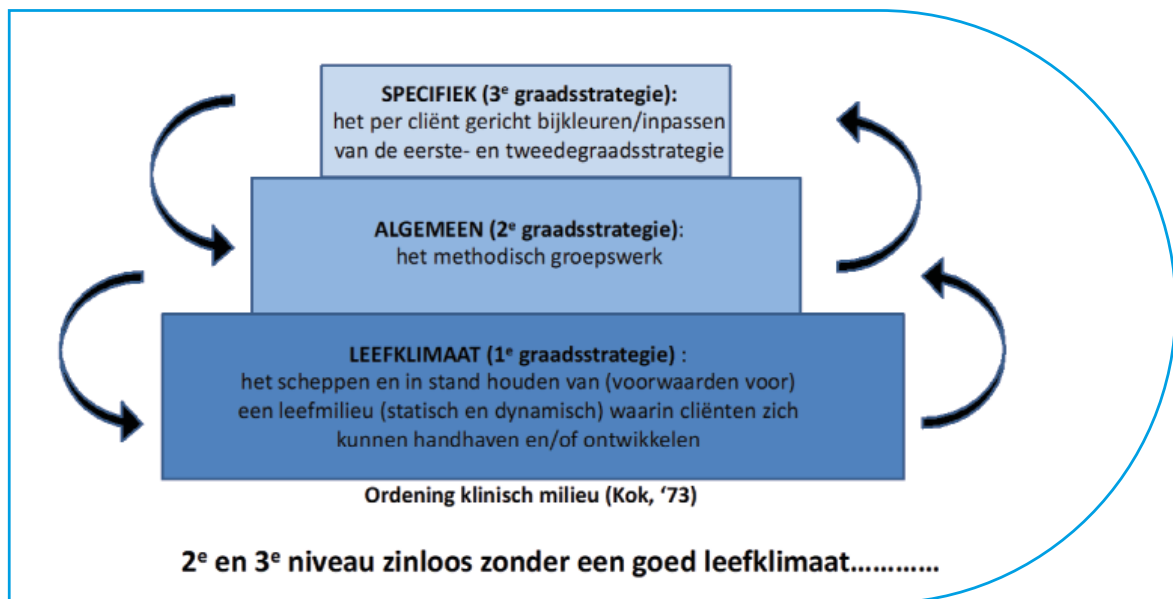 SPECIFIEK (3e graadsstrategie):
het per cliënt gericht bijkleuren/inpassen
van de eerste- en tweedegraadsstrategie
ALGEMEEN (2e graadsstrategie):
het methodisch groepswerk
LEEFKLIMAAT (1e graadsstrategie) :
het scheppen en in stand houden van (voorwaarden voor)
een leefmilieu (statisch en dynamisch) waarin cliënten zich
kunnen handhaven en/of ontwikkelen
Ordening klinisch milieu (Kok, ‘73)
2e en 3e niveau zinloos zonder een goed leefklimaat…………